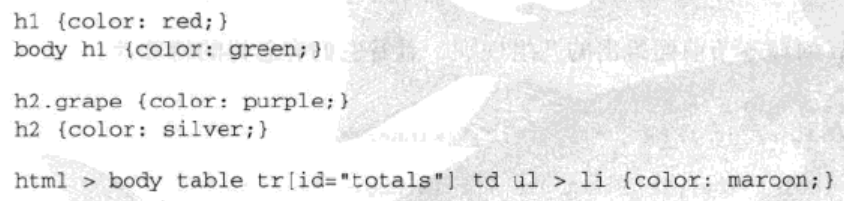 h1 {color: red;}
body h1 {color: green;}
h2.grape {color: purple;}
h2 {color: silver;}
html > body table tr[id="totals"] td ul > li {color: maroon;}